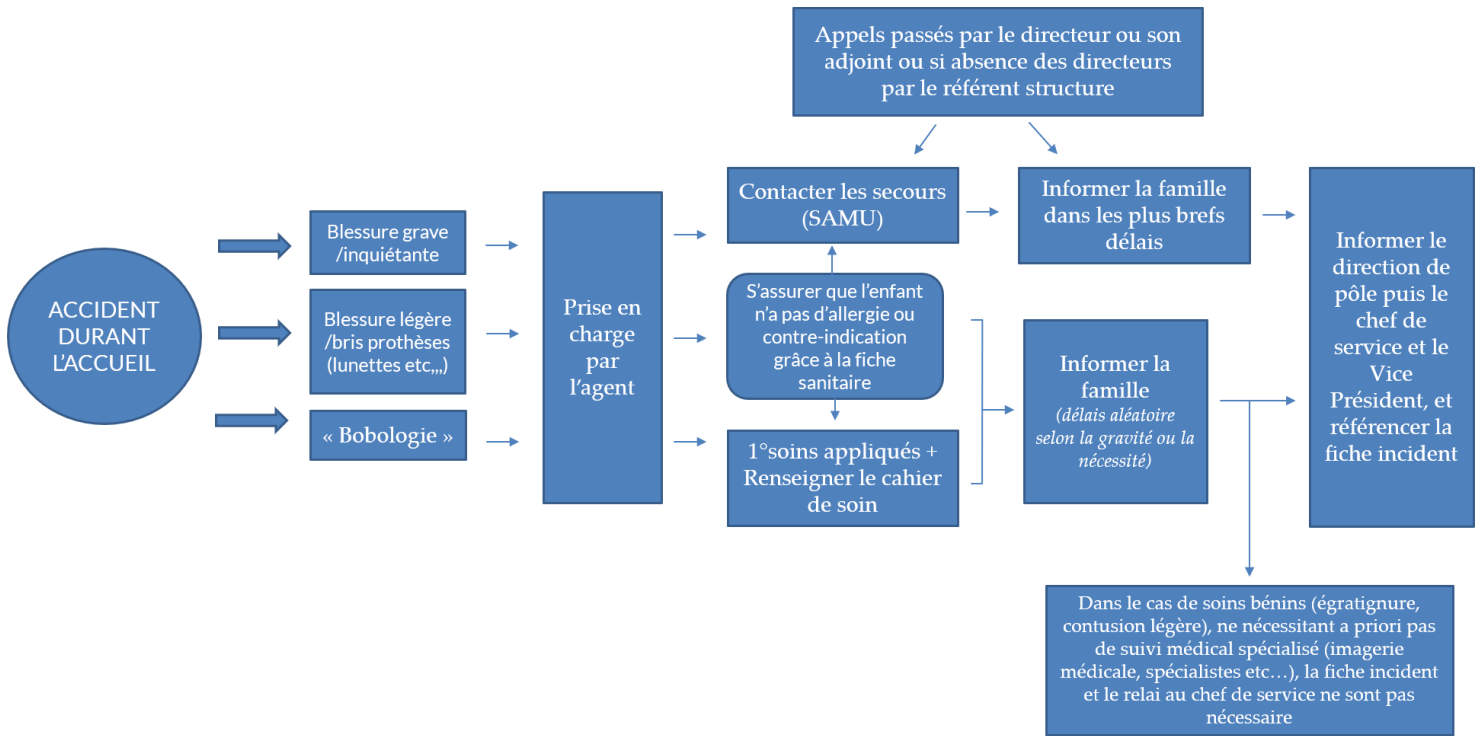 Appels passés par le directeur ou son
adjoint ou si absence des directeurs
par le référent structure
ACCIDENT
DURANT
L’ACCUEIL
Blessure grave
/inquiétante
Blessure légère
/bris prothèses
(lunettes etc,,,)
« Bobologie »
Prise en
charge
par
l’agent
Contacter les secours
(SAMU)
S’assurer que l’enfant
n’a pas d’allergie ou
contre-indication
grâce à la fiche
sanitaire
1°soins appliqués +
Renseigner le cahier
de soin
Informer la famille
dans les plus brefs
délais
Informer la
famille
(délais aléatoire
selon la gravité ou la
nécessité)
Informer le
direction de
pôle puis le
chef de
service et le
Vice
Président, et
référencer la
fiche incident
Dans le cas de soins bénins (égratignure,
contusion légère), ne nécessitant a priori pas
de suivi médical spécialisé (imagerie
médicale, spécialistes etc…), la fiche incident
et le relai au chef de service ne sont pas
nécessaire